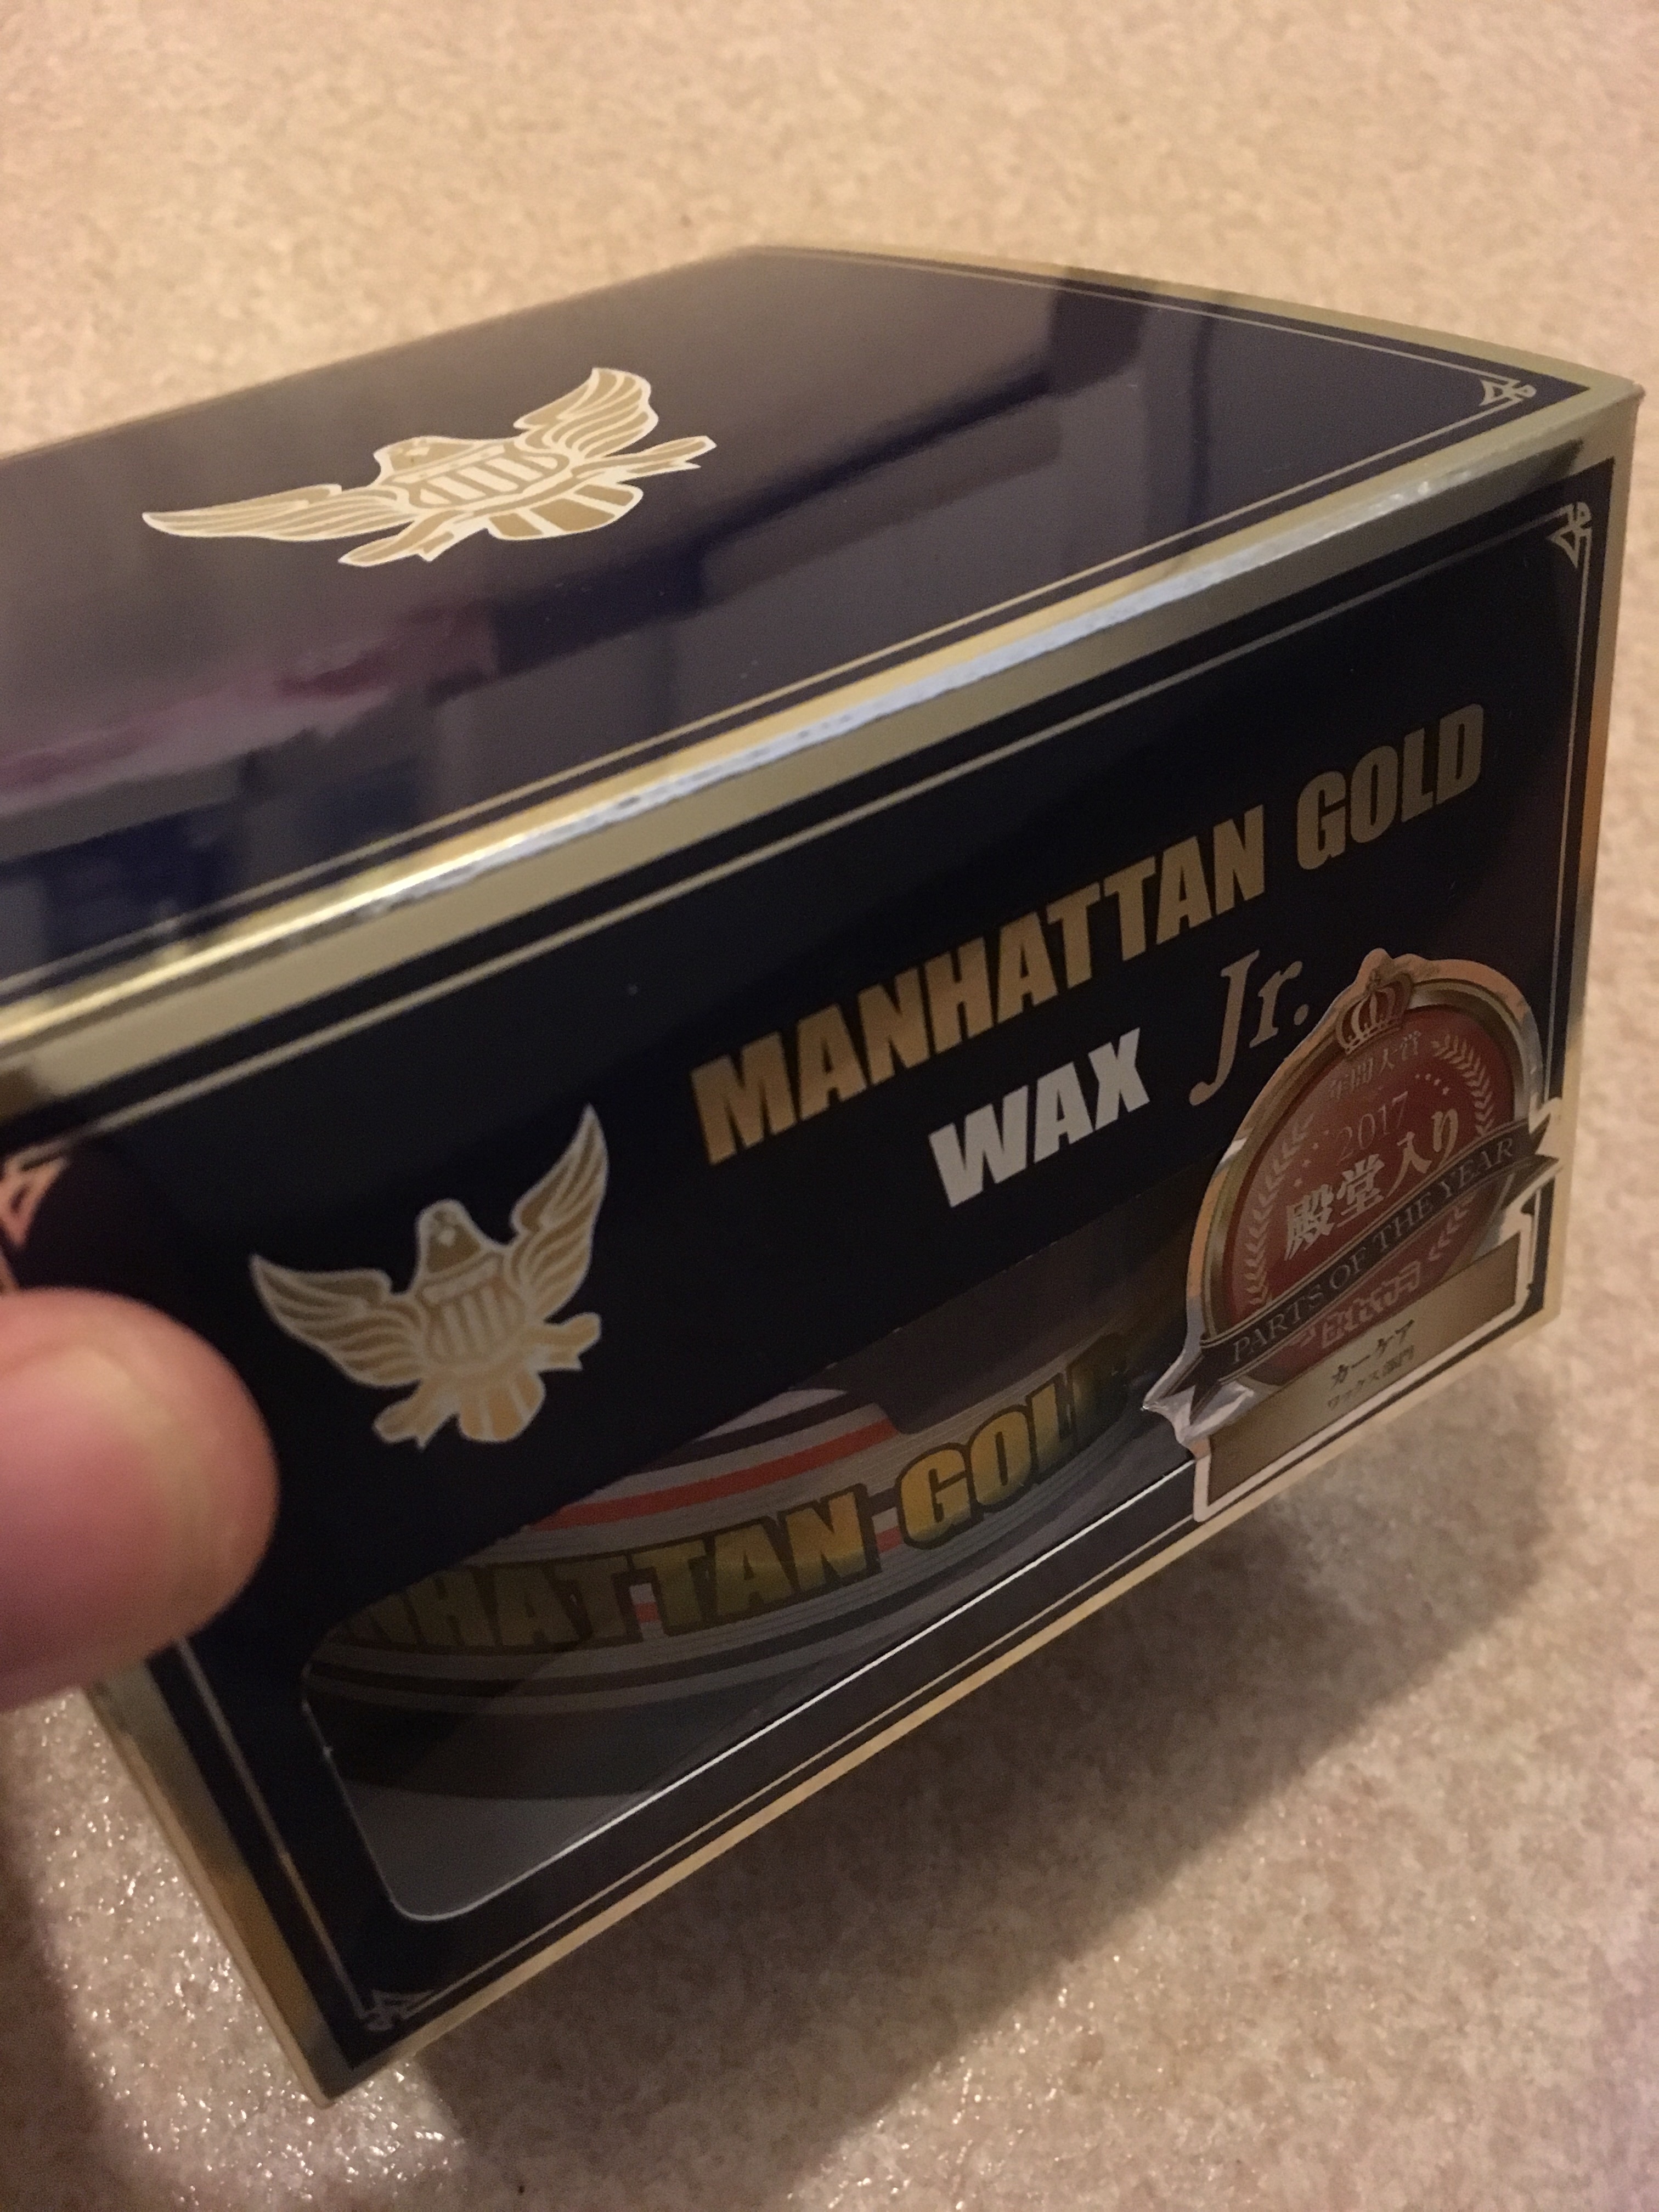 MANHATTAN GOLD
WAX Jr.
年間大賞
2017
殿堂入り
PARTS OF THE YEAR
カーケア
ワックス部門
NHATTAN GOLD